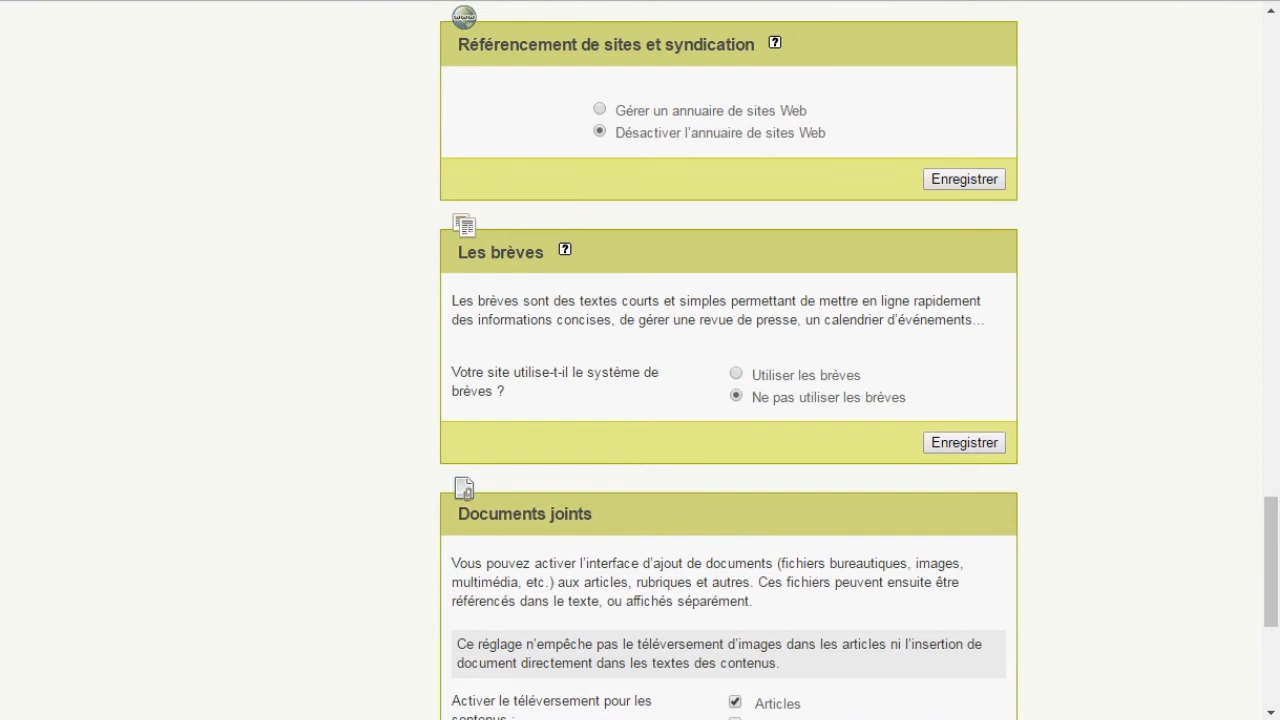 www
Référencement de sites et syndication ?
Gérer un annuaire de sites Web
Désactiver l'annuaire de sites Web
Enregistrer
Les brèves ?
Les brèves sont des textes courts et simples permettant de mettre en ligne rapidement
des informations concises, de gérer une revue de presse, un calendrier d'événements...
Votre site utilise-t-il le système de
brèves ?
Utiliser les brèves
Ne pas utiliser les brèves
Enregistrer
Documents joints
Vous pouvez activer l'interface d'ajout de documents (fichiers bureautiques, images,
multimédia, etc.) aux articles, rubriques et autres. Ces fichiers peuvent ensuite être
référencés dans le texte, ou affichés séparément.
Ce réglage n'empêche pas le téléversement d'images dans les articles ni l'insertion de
document directement dans les textes des contenus.
Activer le téléversement pour les
contenus :
Articles